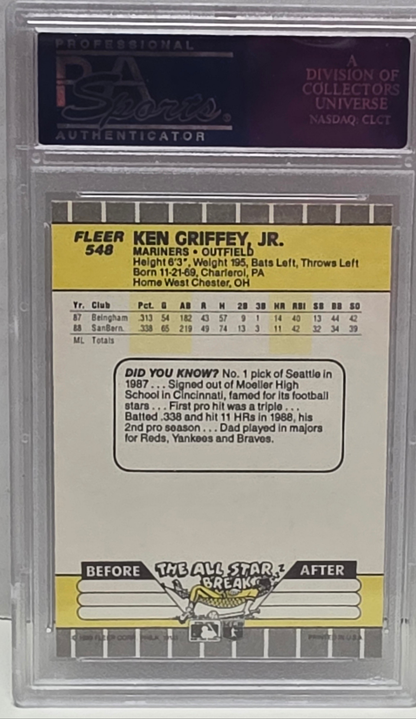 PROFESSIONAL
PSA
Sports®
AUTHENTICATOR
A
DIVISION OF
COLLECTORS
UNIVERSE
NASDAQ: CLCT
FLEER
548
KEN GRIFFEY, JR.
MARINERS • OUTFIELD
Height 6'3", Weight 195, Bats Left, Throws Left
Born 11-21-69, Charleroi, PA
Home West Chester, OH
Yr. Club Pct. G AB R H 2B 3B HR RBI SB BB SO
87 Belngham .313 54 182 43 57 9 1 14 40 13 44 42
88 SanBern. .338 65 219 49 74 13 3 11 42 32 34 39
ML Totals
DID YOU KNOW? No. 1 pick of Seattle in
1987 . . . Signed out of Moeller High
School in Cincinnati, famed for its football
stars . . . First pro hit was a triple . . .
Batted .338 and hit 11 HRs in 1988, his
2nd pro season . . . Dad played in majors
for Reds, Yankees and Braves.
BEFORE
THE ALL STAR
BREAK
AFTER
© 1989 FLEER CORP. PHILA. 19141
PRINTED IN U.S.A.